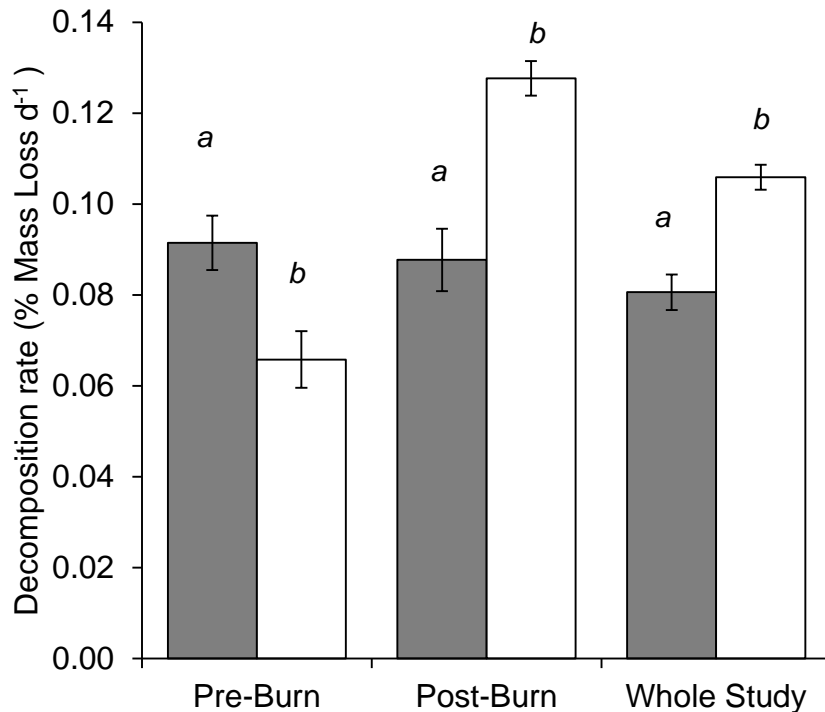 Decomposition rate (% Mass Loss d⁻¹ )
0.14
0.12
0.10
0.08
0.06
0.04
0.02
0.00
a
b
a
b
a
b
Pre-Burn Post-Burn Whole Study